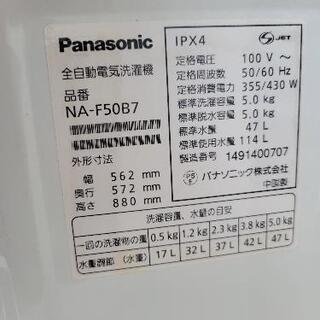 Panasonic
全自動電気洗濯機
品番
NA-F50B7
外形寸法
幅 562 mm
奥行 572 mm
高さ 880 mm
IPX4
JET
定格電圧 100 V ~
定格周波数 50/60 Hz
定格消費電力 355/430 W
標準洗濯容量 5.0 kg
標準脱水容量 5.0 kg
標準水量 47 L
標準使用水量 114 L
製造番号 1491400707
PSE パナソニック株式会社
中国製
洗濯容量、水量の目安
一回の洗濯物の量 0.5 kg 1.2 kg 2.3 kg 3.8 kg 5.0 kg
水量調節(水量) 17 L 32 L 37 L 42 L 47 L